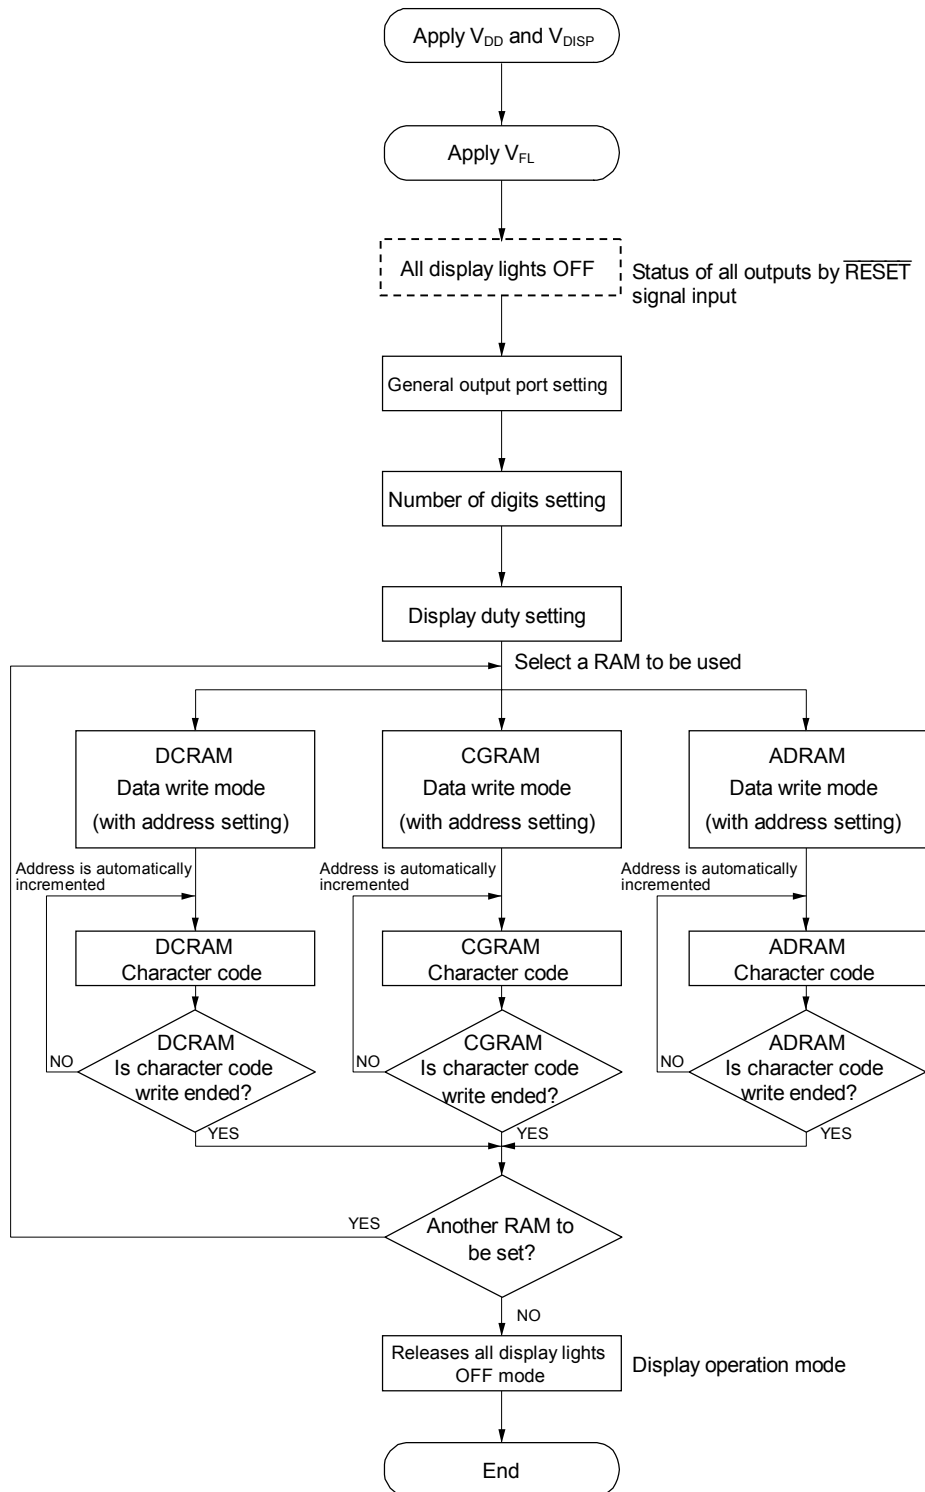 Apply VDD and VDISP
Apply VFL
All display lights OFF
Status of all outputs by RESET
signal input
General output port setting
Number of digits setting
Display duty setting
Select a RAM to be used
DCRAM
Data write mode
(with address setting)
CGRAM
Data write mode
(with address setting)
ADRAM
Data write mode
(with address setting)
Address is automatically
incremented
Address is automatically
incremented
Address is automatically
incremented
DCRAM
Character code
CGRAM
Character code
ADRAM
Character code
DCRAM
Is character code
write ended?
NO
YES
CGRAM
Is character code
write ended?
NO
YES
ADRAM
Is character code
write ended?
NO
YES
Another RAM to
be set?
YES
NO
Releases all display lights
OFF mode
Display operation mode
End